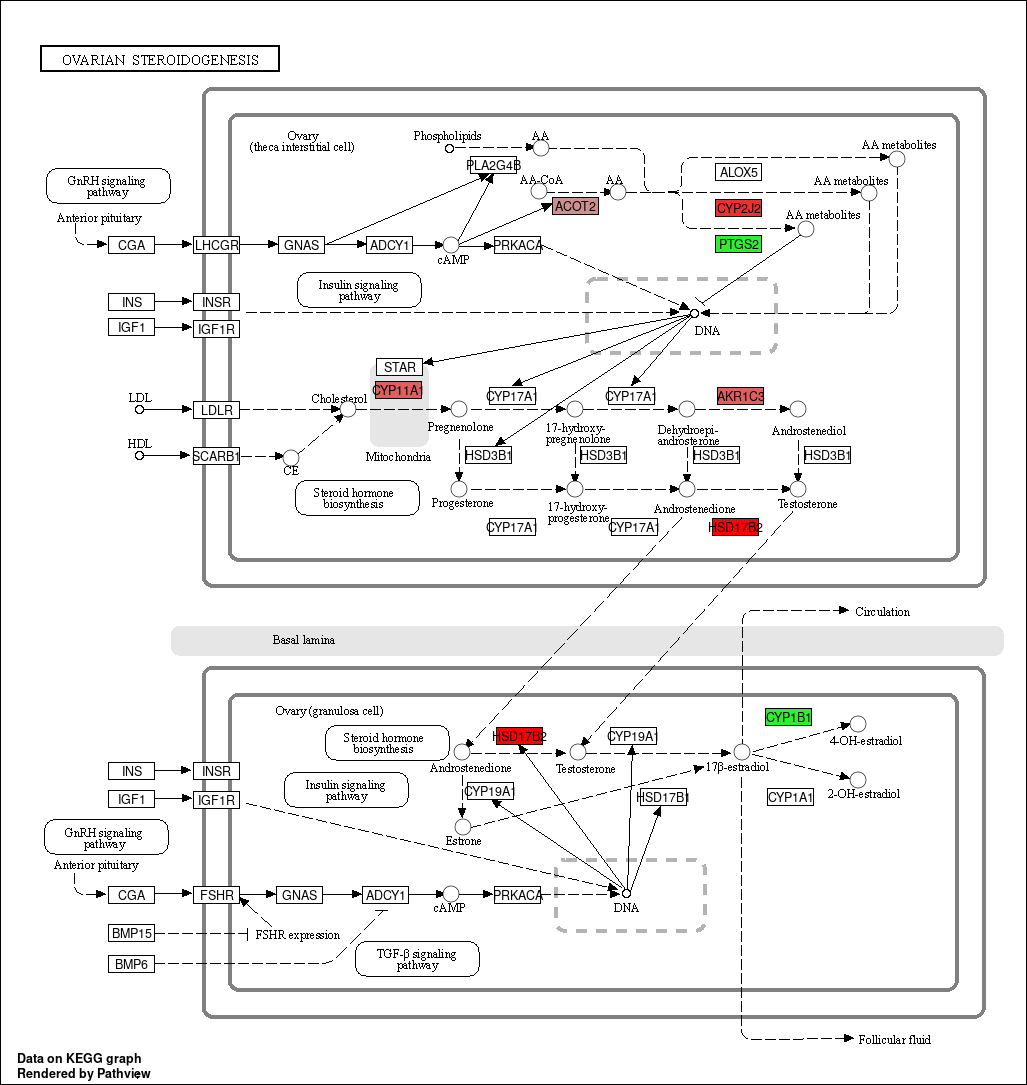 OVARIAN STEROIDOGENESIS
Ovary
(theca interstitial cell)
Phospholipids
AA
AA metabolites
PLA2G4B
ALOX5
GnRH signaling
pathway
AA-CoA
AA
AA metabolites
ACOT2
CYP2J2
AA metabolites
Anterior pituitary
CGA
LHCGR
GNAS
ADCY1
cAMP
PRKACA
PTGS2
Insulin signaling
pathway
INS
INSR
IGF1
IGF1R
DNA
STAR
CYP11A1
CYP17A1
CYP17A1
AKR1C3
LDL
LDLR
Cholesterol
Pregnenolone
17-hydroxy-
pregnenolone
Dehydroepi-
androsterone
Androstenediol
HDL
SCARB1
CE
Mitochondria
HSD3B1
HSD3B1
HSD3B1
HSD3B1
Steroid hormone
biosynthesis
Progesterone
17-hydroxy-
progesterone
Androstenedione
Testosterone
CYP17A1
CYP17A1
HSD17B2
Circulation
Basal lamina
Ovary (granulosa cell)
Steroid hormone
biosynthesis
HSD17B2
CYP19A1
CYP1B1
Androstenedione
Testosterone
17β-estradiol
4-OH-estradiol
INS
INSR
Insulin signaling
pathway
CYP19A1
HSD17B1
CYP1A1
2-OH-estradiol
IGF1
IGF1R
Estrone
GnRH signaling
pathway
Anterior pituitary
CGA
FSHR
GNAS
ADCY1
cAMP
PRKACA
DNA
BMP15
FSHR expression
BMP6
TGF-β signaling
pathway
Follicular fluid
Data on KEGG graph
Rendered by Pathview